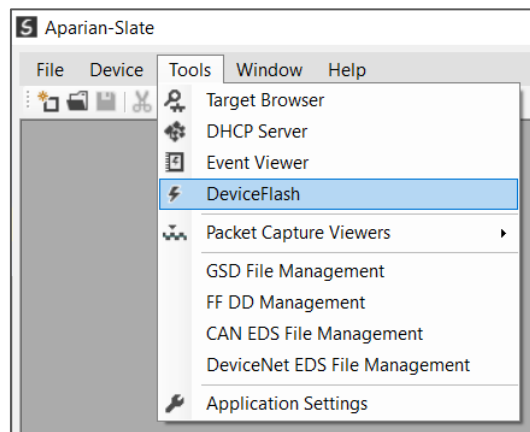 Aparian-Slate
File Device Tools Window Help
Target Browser
DHCP Server
Event Viewer
DeviceFlash
Packet Capture Viewers
GSD File Management
FF DD Management
CAN EDS File Management
DeviceNet EDS File Management
Application Settings